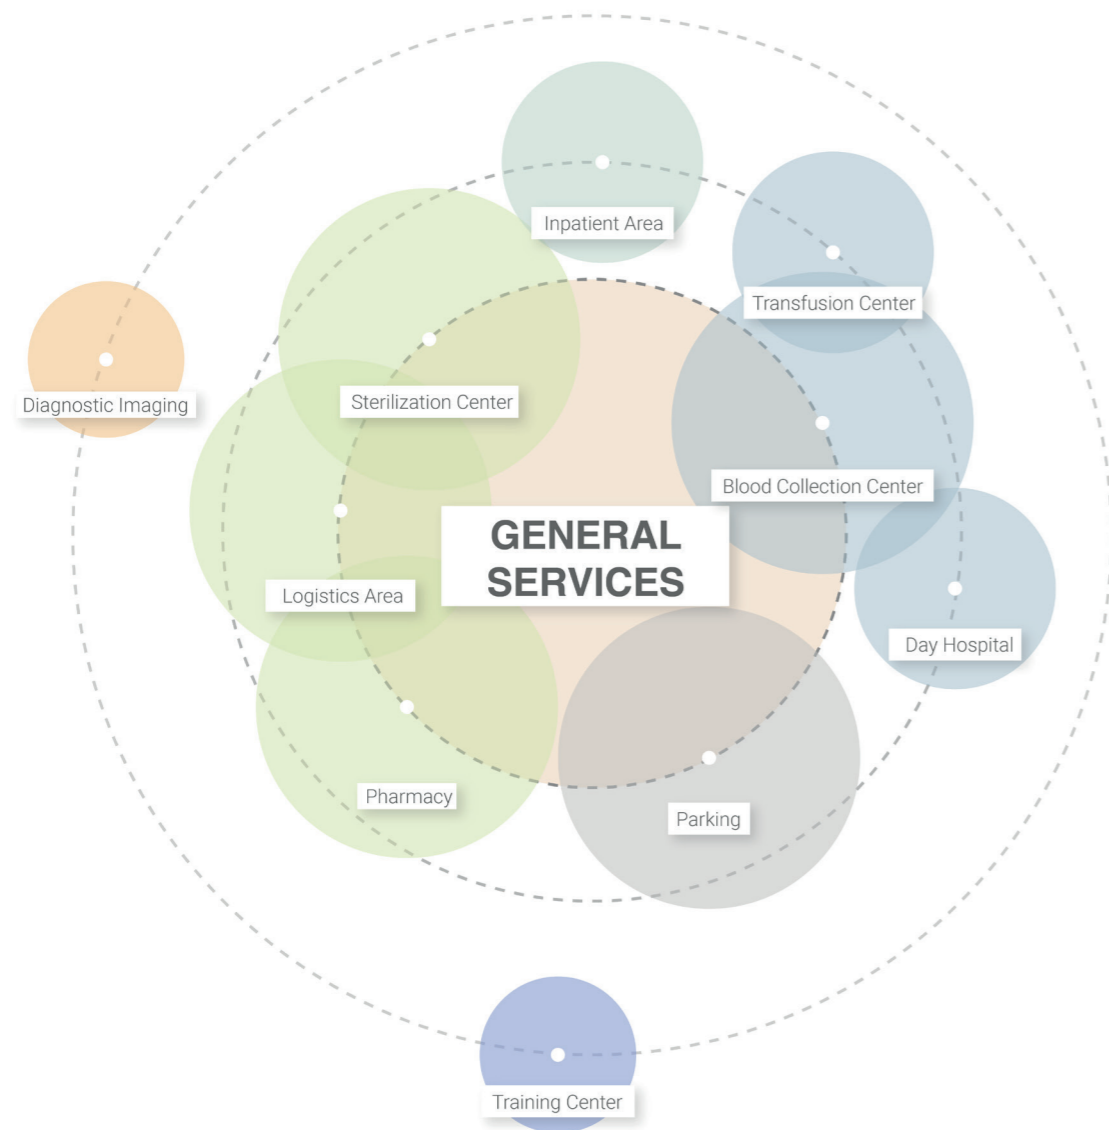 Inpatient Area
Transfusion Center
Diagnostic Imaging
Sterilization Center
Blood Collection Center
GENERAL
SERVICES
Logistics Area
Day Hospital
Pharmacy
Parking
Training Center